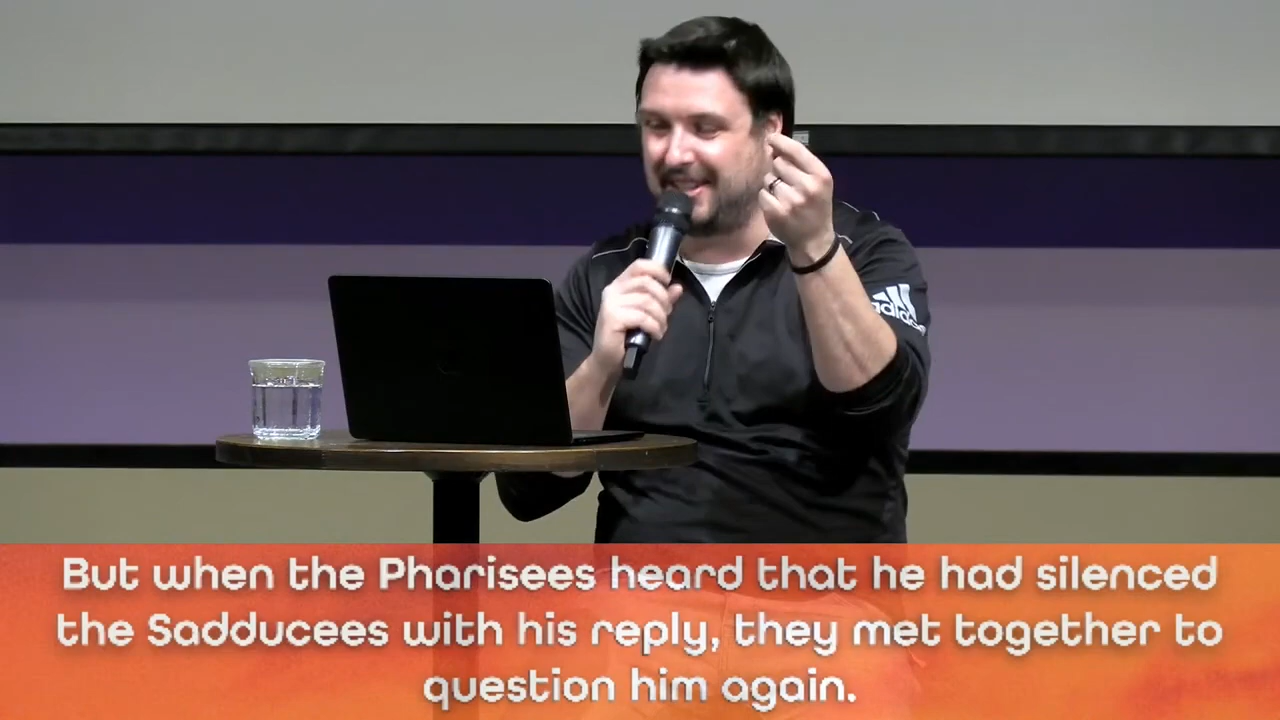 adidas
But when the Pharisees heard that he had silenced
the Sadducees with his reply, they met together to
question him again.